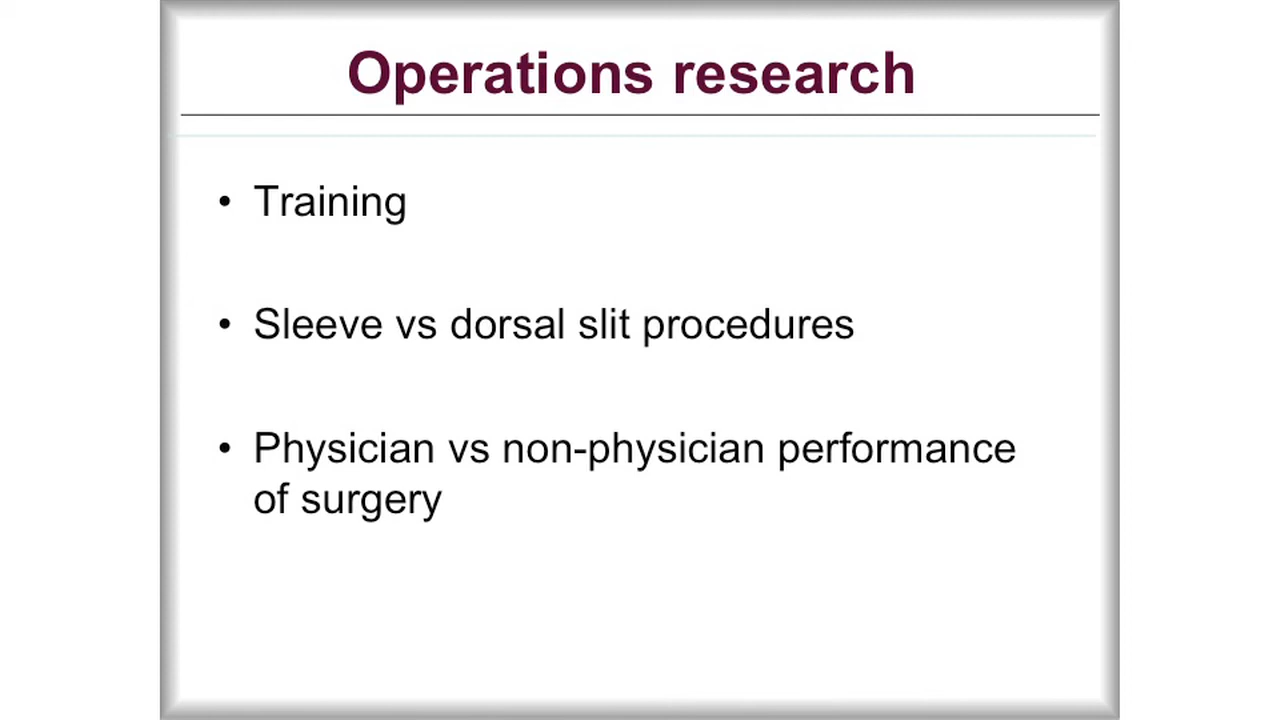 Operations research
• Training
• Sleeve vs dorsal slit procedures
• Physician vs non-physician performance
of surgery